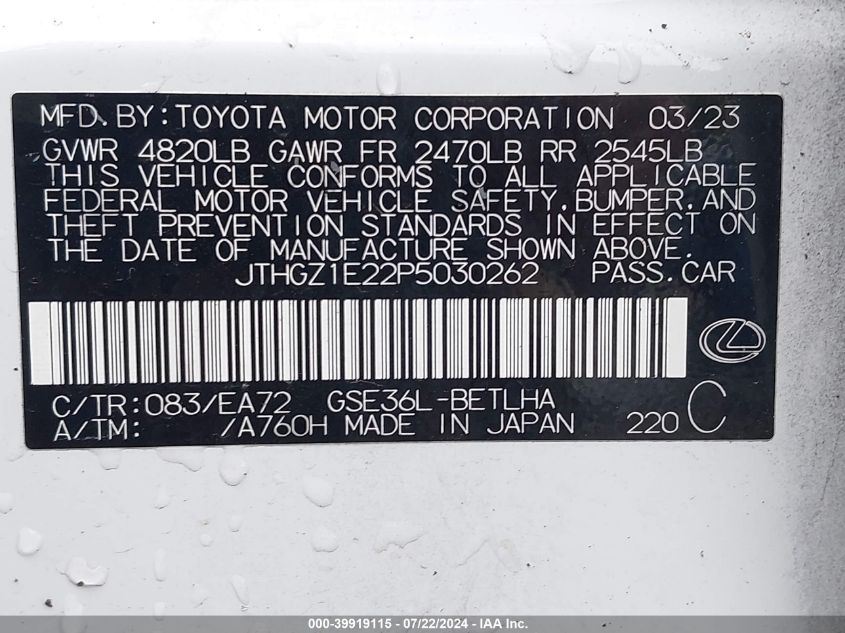 MFD. BY: TOYOTA MOTOR CORPORATION 03/23
GVWR 4820LB GAWR FR 2470LB RR 2545LB
THIS VEHICLE CONFORMS TO ALL APPLICABLE
FEDERAL MOTOR VEHICLE SAFETY, BUMPER, AND
THEFT PREVENTION STANDARDS IN EFFECT ON
THE DATE OF MANUFACTURE SHOWN ABOVE.
JTHGZ1E22P5030262 PASS. CAR
C/TR: 083/EA72 GSE36L-BETLHA
A/TM: /A760H MADE IN JAPAN 220 C
000-39919115 - 07/22/2024 - IAAI.com